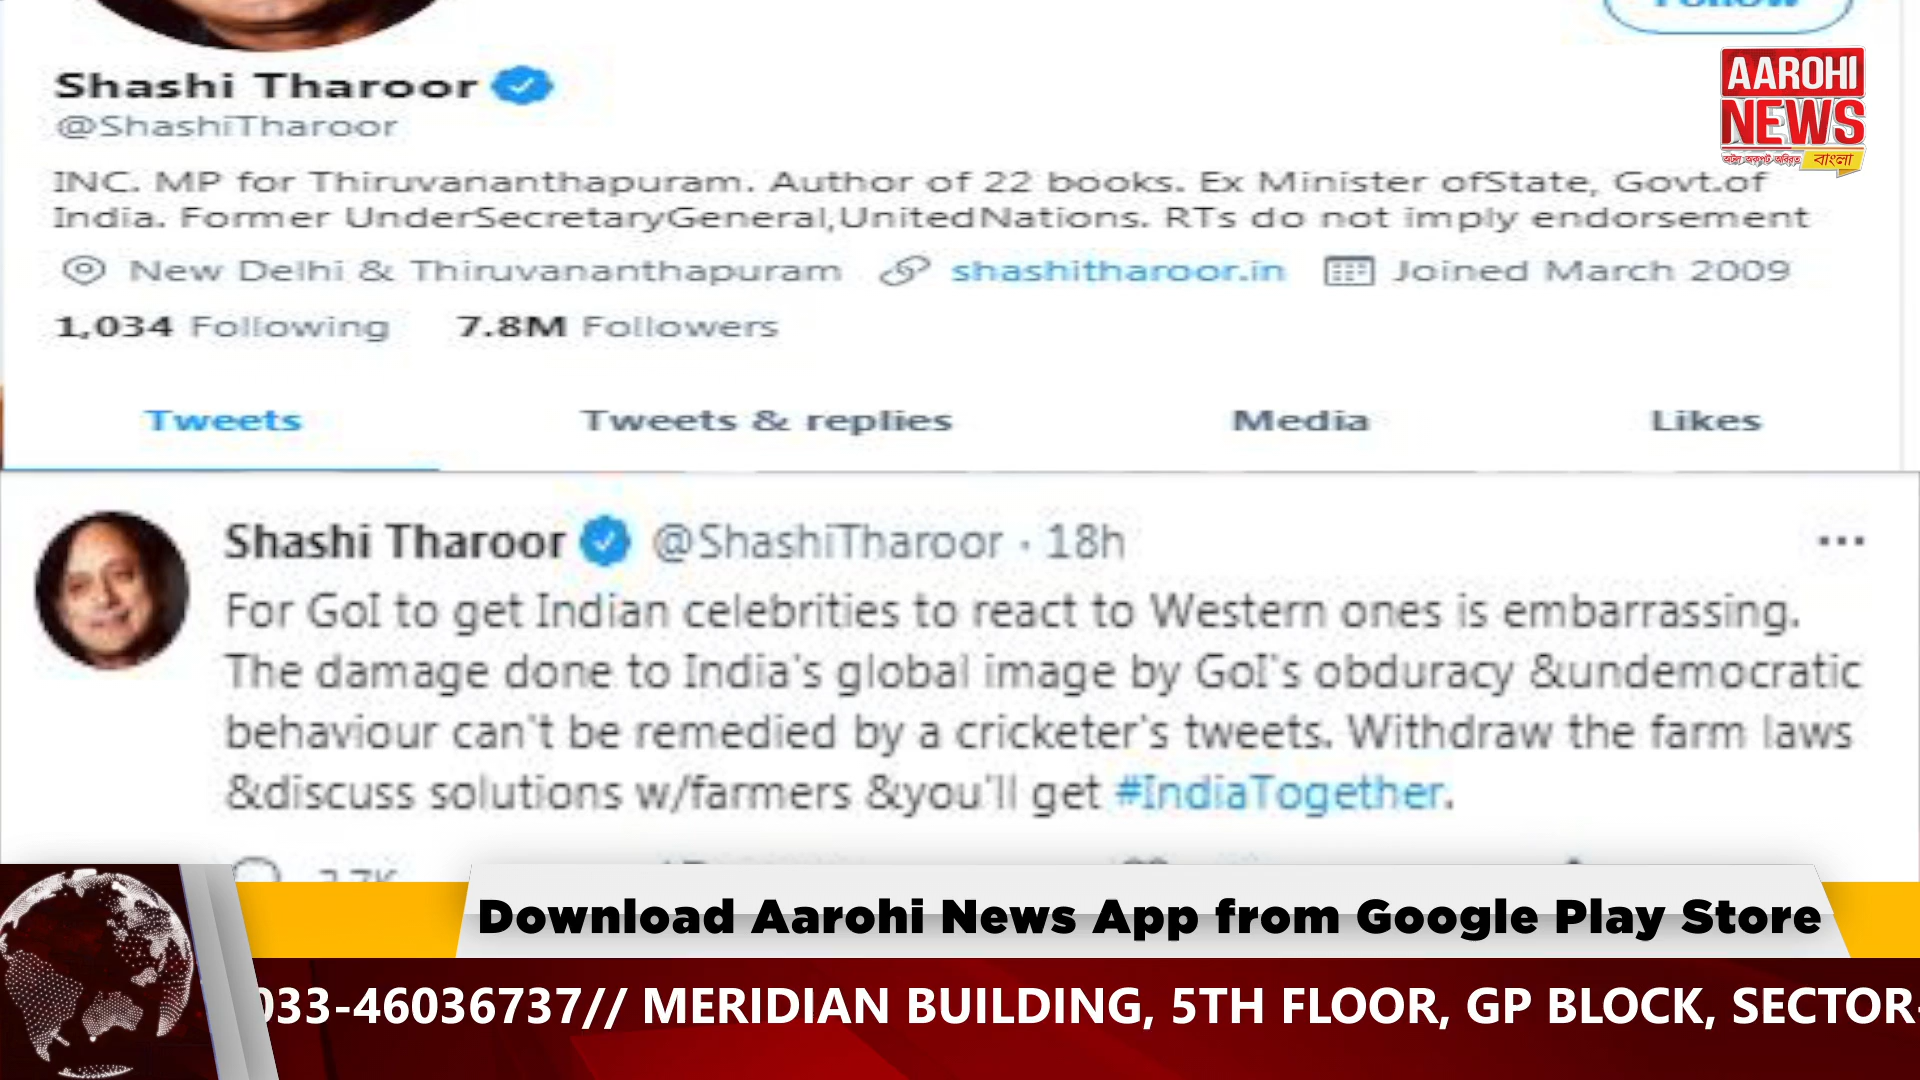 Follow
Shashi Tharoor
@ShashiTharoor
AAROHI
NEWS
বাংলা
INC. MP for Thiruvananthapuram. Author of 22 books. Ex Minister ofState, Govt.of
India. Former UnderSecretaryGeneral,UnitedNations. RTs do not imply endorsement
New Delhi & Thiruvananthapuram shashitharoor.in Joined March 2009
1,034 Following 7.8M Followers
Tweets Tweets & replies Media Likes
Shashi Tharoor @ShashiTharoor · 18h
For GoI to get Indian celebrities to react to Western ones is embarrassing.
The damage done to India's global image by GoI's obduracy &undemocratic
behaviour can't be remedied by a cricketer's tweets. Withdraw the farm laws
&discuss solutions w/farmers &you'll get #IndiaTogether.
Download Aarohi News App from Google Play Store
033-46036737// MERIDIAN BUILDING, 5TH FLOOR, GP BLOCK, SECTOR-